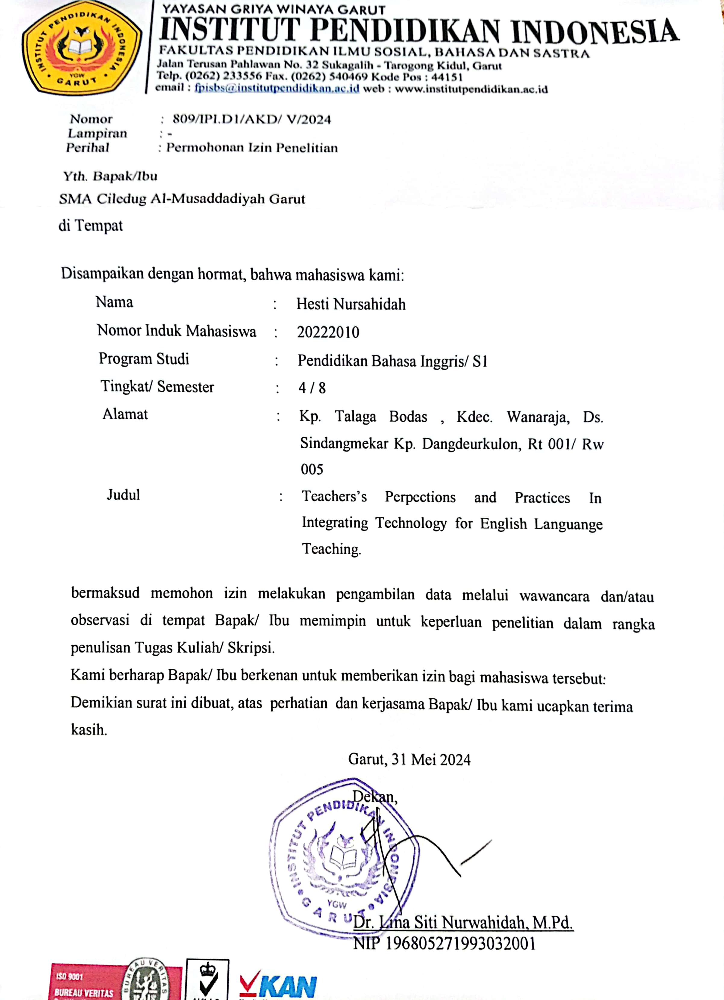 YAYASAN GRIYA WINAYA GARUT
INSTITUT PENDIDIKAN INDONESIA
FAKULTAS PENDIDIKAN ILMU SOSIAL, BAHASA DAN SASTRA
Jalan Terusan Pahlawan No. 32 Sukagalih - Tarogong Kidul, Garut
Telp. (0262) 233556 Fax. (0262) 540469 Kode Pos : 44151
email : fpisbs@institutpendidikan.ac.id web : www.institutpendidikan.ac.id
INSTITUT PENDIDIKAN INDONESIA
YGW
GARUT
Nomor : 809/IPI.D1/AKD/ V/2024
Lampiran : -
Perihal : Permohonan Izin Penelitian
Yth. Bapak/Ibu
SMA Ciledug Al-Musaddadiyah Garut
di Tempat
Disampaikan dengan hormat, bahwa mahasiswa kami:
Nama : Hesti Nursahidah
Nomor Induk Mahasiswa : 20222010
Program Studi : Pendidikan Bahasa Inggris/ S1
Tingkat/ Semester : 4 / 8
Alamat : Kp. Talaga Bodas , Kdec. Wanaraja, Ds.
Sindangmekar Kp. Dangdeurkulon, Rt 001/ Rw
005
Judul : Teachers's Perpections and Practices In
Integrating Technology for English Languange
Teaching.
bermaksud memohon izin melakukan pengambilan data melalui wawancara dan/atau
observasi di tempat Bapak/ Ibu memimpin untuk keperluan penelitian dalam rangka
penulisan Tugas Kuliah/ Skripsi.
Kami berharap Bapak/ Ibu berkenan untuk memberikan izin bagi mahasiswa tersebut:
Demikian surat ini dibuat, atas perhatian dan kerjasama Bapak/ Ibu kami ucapkan terima
kasih.
Garut, 31 Mei 2024
Dekan,
INSTITUT PENDIDIKAN INDONESIA
YGW
GARUT
Dr. Lina Siti Nurwahidah, M.Pd.
NIP 196805271993032001
ISO 9001
BUREAU VERITAS
BUREAU VERITAS
KAN